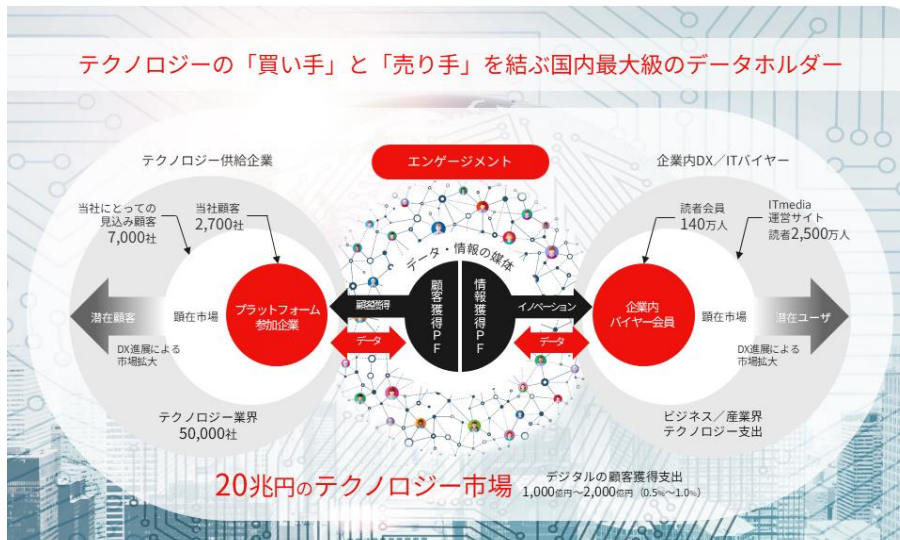 テクノロジーの「買い手」と「売り手」を結ぶ国内最大級のデータホルダー
テクノロジー供給企業
エンゲージメント
企業内DX／ITバイヤー
当社にとっての
見込み顧客
7,000社
当社顧客
2,700社
読者会員
140万人
ITmedia
運営サイト
読者2,500万人
データ・情報の媒体
潜在顧客
顕在市場
プラットフォーム
参加企業
顧客獲得
データ
顧客獲得PF
情報獲得PF
イノベーション
データ
企業内
バイヤー会員
顕在市場
潜在ユーザ
DX進展による
市場拡大
DX進展による
市場拡大
テクノロジー業界
50,000社
ビジネス／産業界
テクノロジー支出
20兆円のテクノロジー市場
デジタルの顧客獲得支出
1,000億円～2,000億円（0.5%～1.0%）